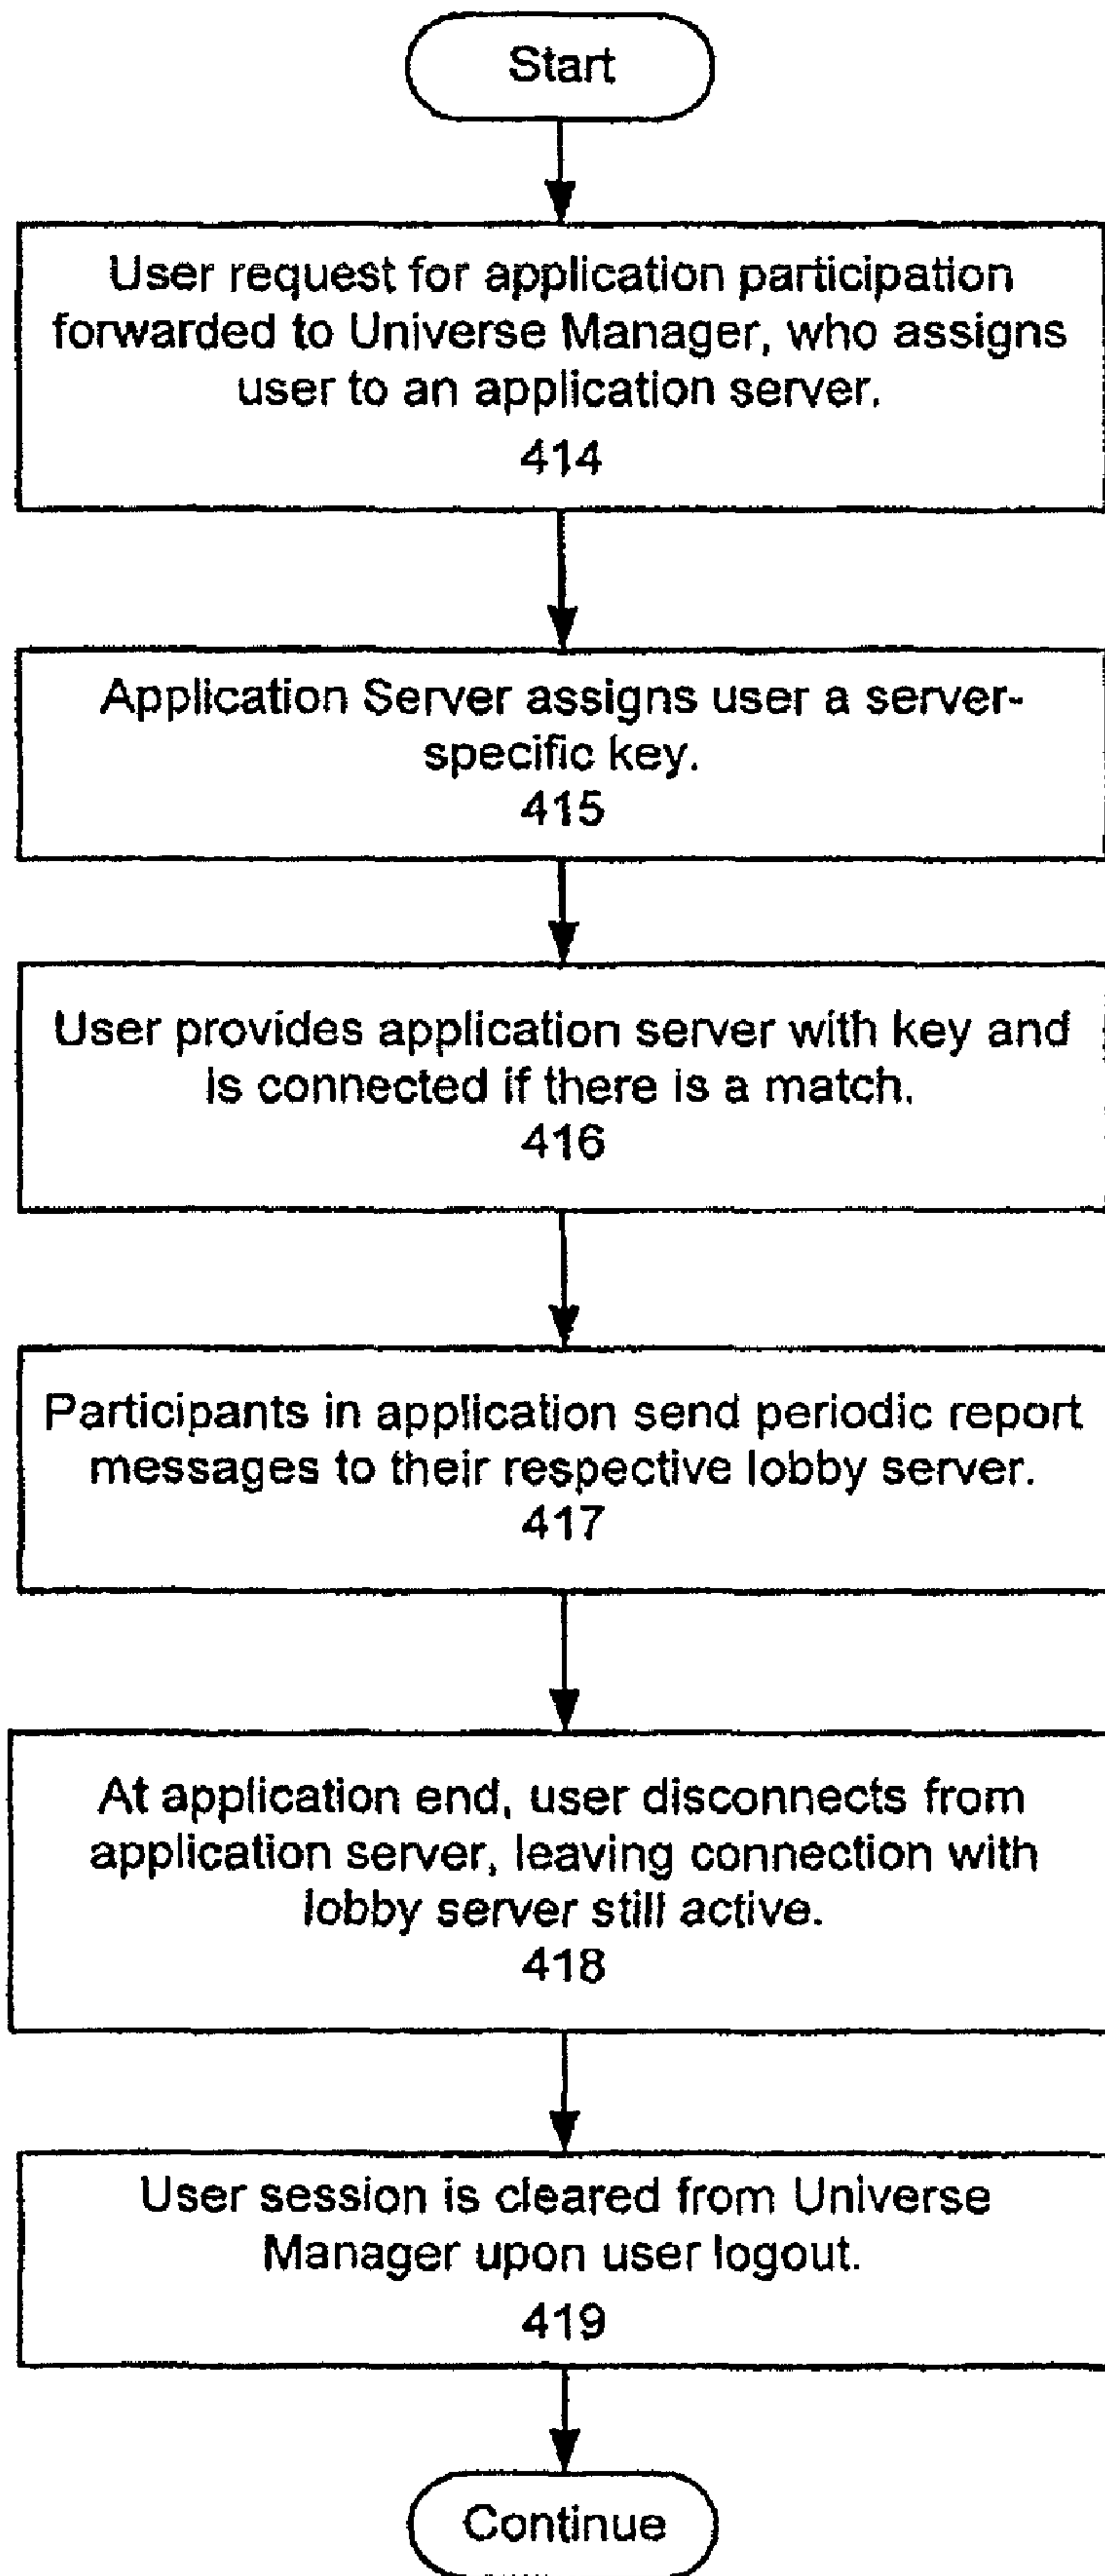 Start
User request for application participation
forwarded to Universe Manager, who assigns
user to an application server.
414
Application Server assigns user a server-
specific key.
415
User provides application server with key and
is connected if there is a match.
416
Participants in application send periodic report
messages to their respective lobby server.
417
At application end, user disconnects from
application server, leaving connection with
lobby server still active.
418
User session is cleared from Universe
Manager upon user logout.
419
Continue